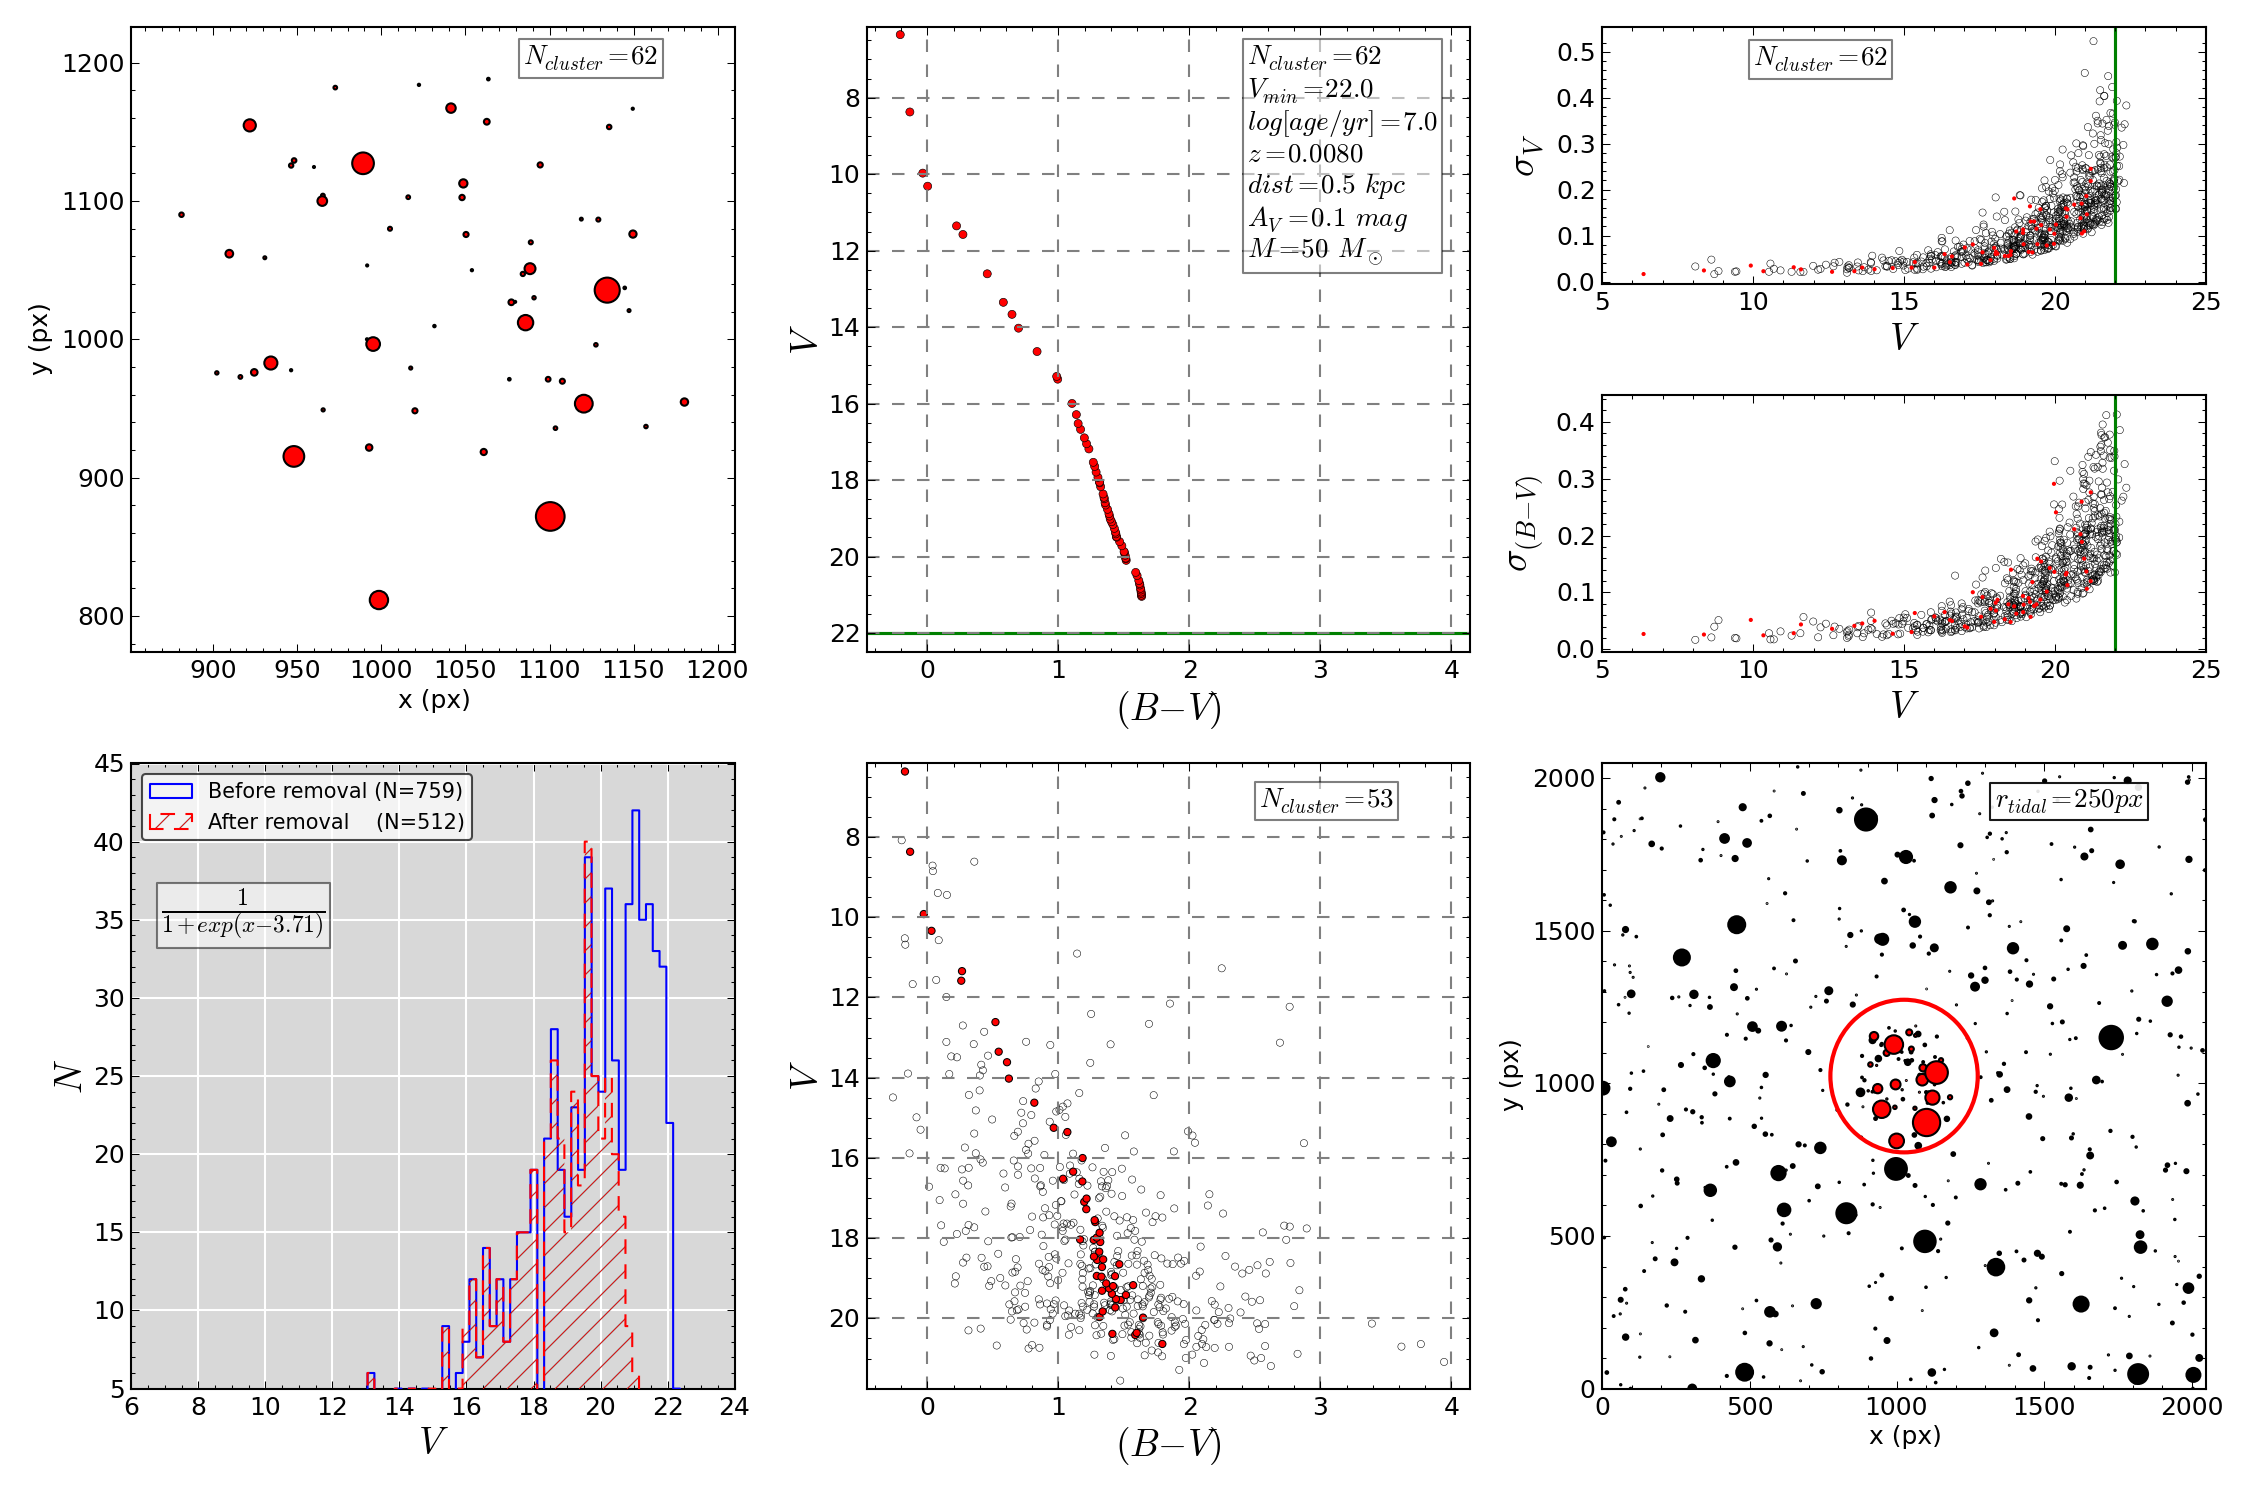 N_cluster=62
1200
1100
1000
900
800
y (px)
900 950 1000 1050 1100 1150 1200
x (px)
N_cluster=62
V_min=22.0
log[age/yr]=7.0
z=0.0080
dist=0.5 kpc
A_V=0.1 mag
M=50 M_⊙
8
10
12
14
16
18
20
22
V
0 1 2 3 4
(B−V)
N_cluster=62
0.5
0.4
0.3
0.2
0.1
0.0
σ_V
5 10 15 20 25
V
0.4
0.3
0.2
0.1
0.0
σ_(B−V)
5 10 15 20 25
V
45
40
35
30
25
20
15
10
5
N
Before removal (N=759)
After removal (N=512)
1
1+exp(x−3.71)
6 8 10 12 14 16 18 20 22 24
V
N_cluster=53
8
10
12
14
16
18
20
V
0 1 2 3 4
(B−V)
r_tidal=250px
2000
1500
1000
500
0
y (px)
0 500 1000 1500 2000
x (px)